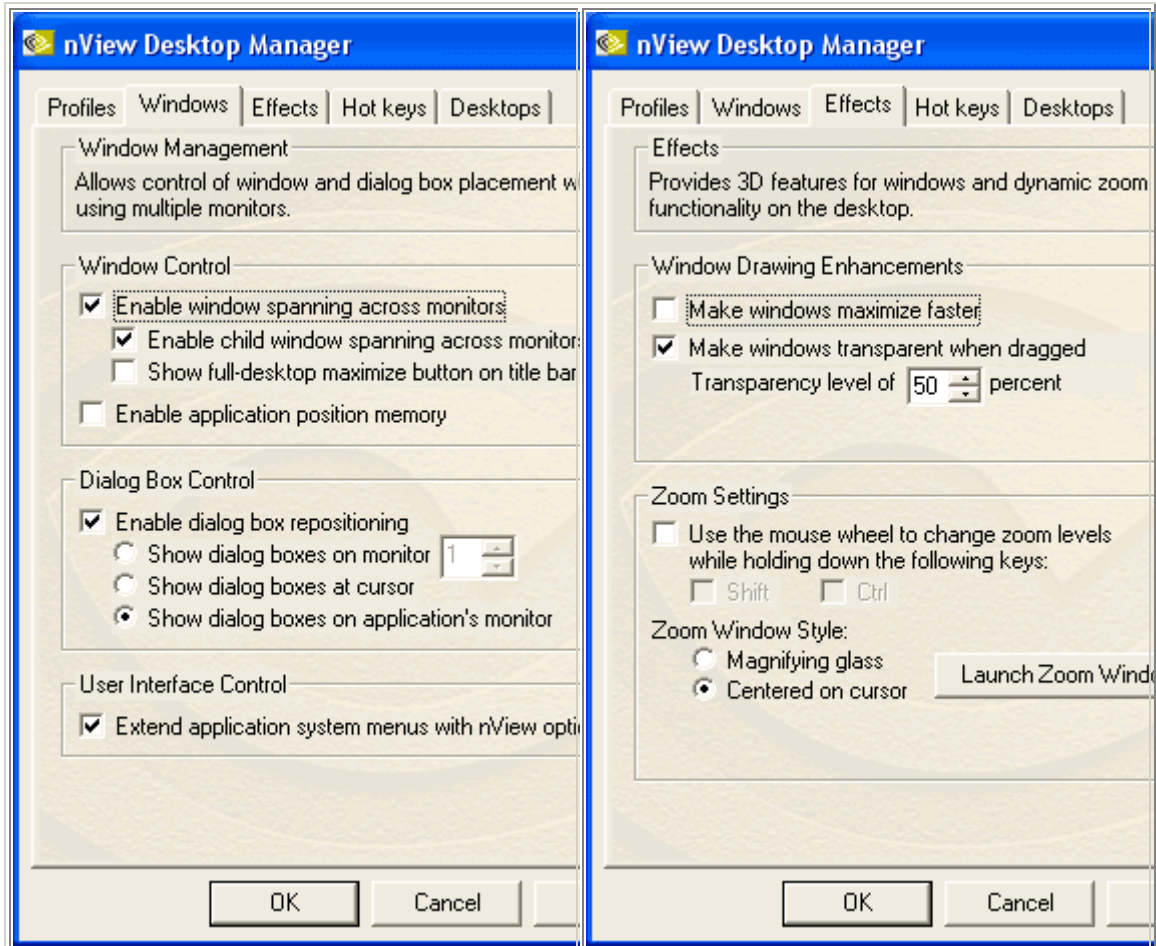 nView Desktop Manager
Profiles Windows Effects Hot keys Desktops
Window Management
Allows control of window and dialog box placement w
using multiple monitors.
Window Control
Enable window spanning across monitors
Enable child window spanning across monitor
Show full-desktop maximize button on title bar
Enable application position memory
Dialog Box Control
Enable dialog box repositioning
Show dialog boxes on monitor 1
Show dialog boxes at cursor
Show dialog boxes on application's monitor
User Interface Control
Extend application system menus with nView opti
OK Cancel
nView Desktop Manager
Profiles Windows Effects Hot keys Desktops
Effects
Provides 3D features for windows and dynamic zoom
functionality on the desktop.
Window Drawing Enhancements
Make windows maximize faster
Make windows transparent when dragged
Transparency level of 50 percent
Zoom Settings
Use the mouse wheel to change zoom levels
while holding down the following keys:
Shift Ctrl
Zoom Window Style:
Magnifying glass
Centered on cursor
Launch Zoom Windo
OK Cancel